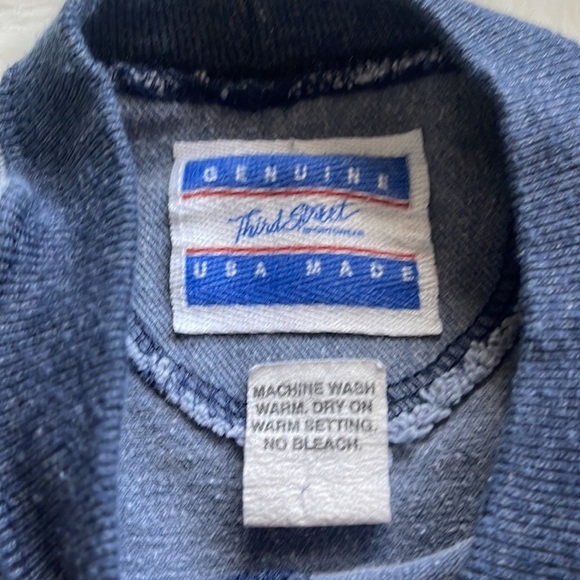 GENUINE
Third Street
SPORTSWEAR
USA MADE
MACHINE WASH
WARM. DRY ON
WARM SETTING.
NO BLEACH.